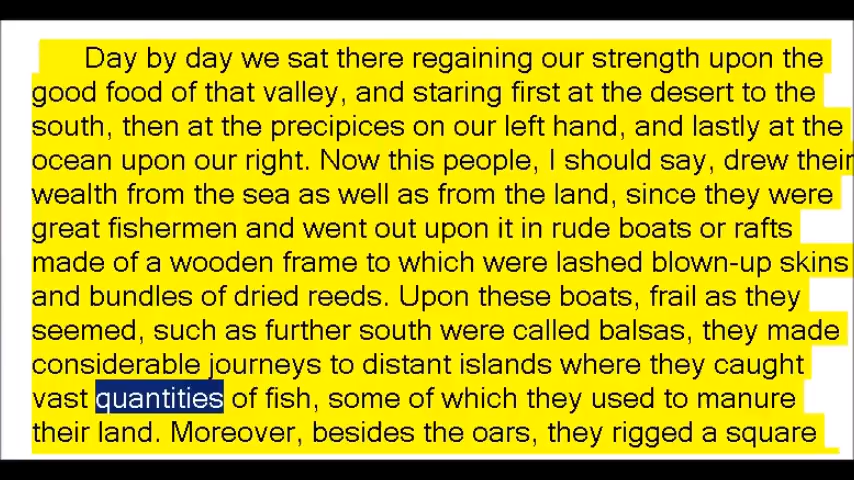 Day by day we sat there regaining our strength upon the
good food of that valley, and staring first at the desert to the
south, then at the precipices on our left hand, and lastly at the
ocean upon our right. Now this people, I should say, drew their
wealth from the sea as well as from the land, since they were
great fishermen and went out upon it in rude boats or rafts
made of a wooden frame to which were lashed blown-up skins
and bundles of dried reeds. Upon these boats, frail as they
seemed, such as further south were called balsas, they made
considerable journeys to distant islands where they caught
vast quantities of fish, some of which they used to manure
their land. Moreover, besides the oars, they rigged a square